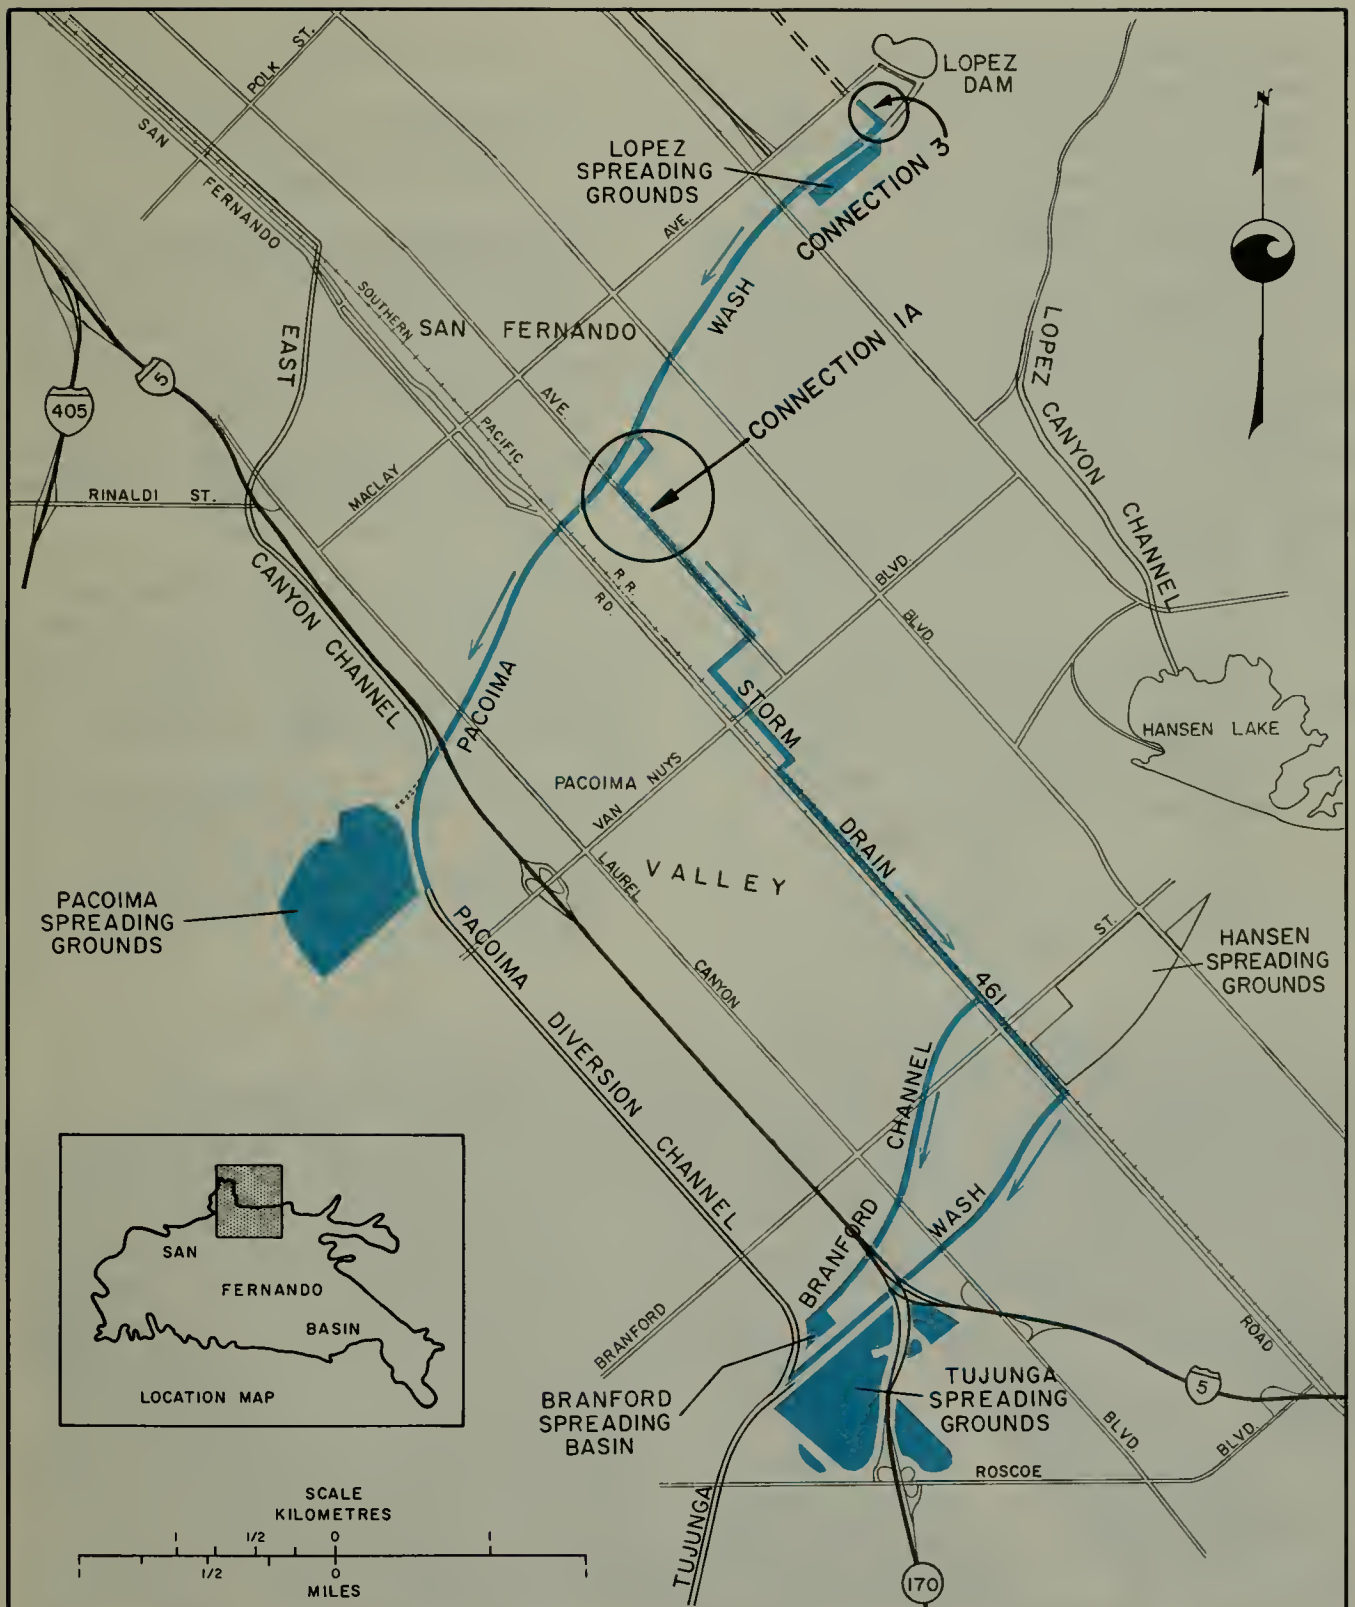 POLK ST.
LOPEZ
DAM
N
LOPEZ
SPREADING
GROUNDS
CONNECTION 3
SAN
FERNANDO
AVE.
WASH
SOUTHERN
SAN FERNANDO
CONNECTION 1A
EAST
LOPEZ CANYON CHANNEL
5
405
AVE.
PACIFIC
MACLAY
RINALDI ST.
CANYON CHANNEL
R.R.
RD.
BLVD.
BLVD.
PACOIMA
STORM
HANSEN LAKE
PACOIMA
VAN NUYS
DRAIN
LAUREL
VALLEY
PACOIMA
SPREADING
GROUNDS
PACOIMA DIVERSION CHANNEL
CANYON
ST.
HANSEN
SPREADING
GROUNDS
461
CHANNEL
WASH
BRANFORD
BRANFORD
ROAD
SAN
FERNANDO
BASIN
LOCATION MAP
BRANFORD
SPREADING
BASIN
TUJUNGA
SPREADING
GROUNDS
5
BLVD.
BLVD.
ROSCOE
TUJUNGA
170
SCALE
KILOMETRES
1 1/2 0 1
1 1/2 0 1
MILES